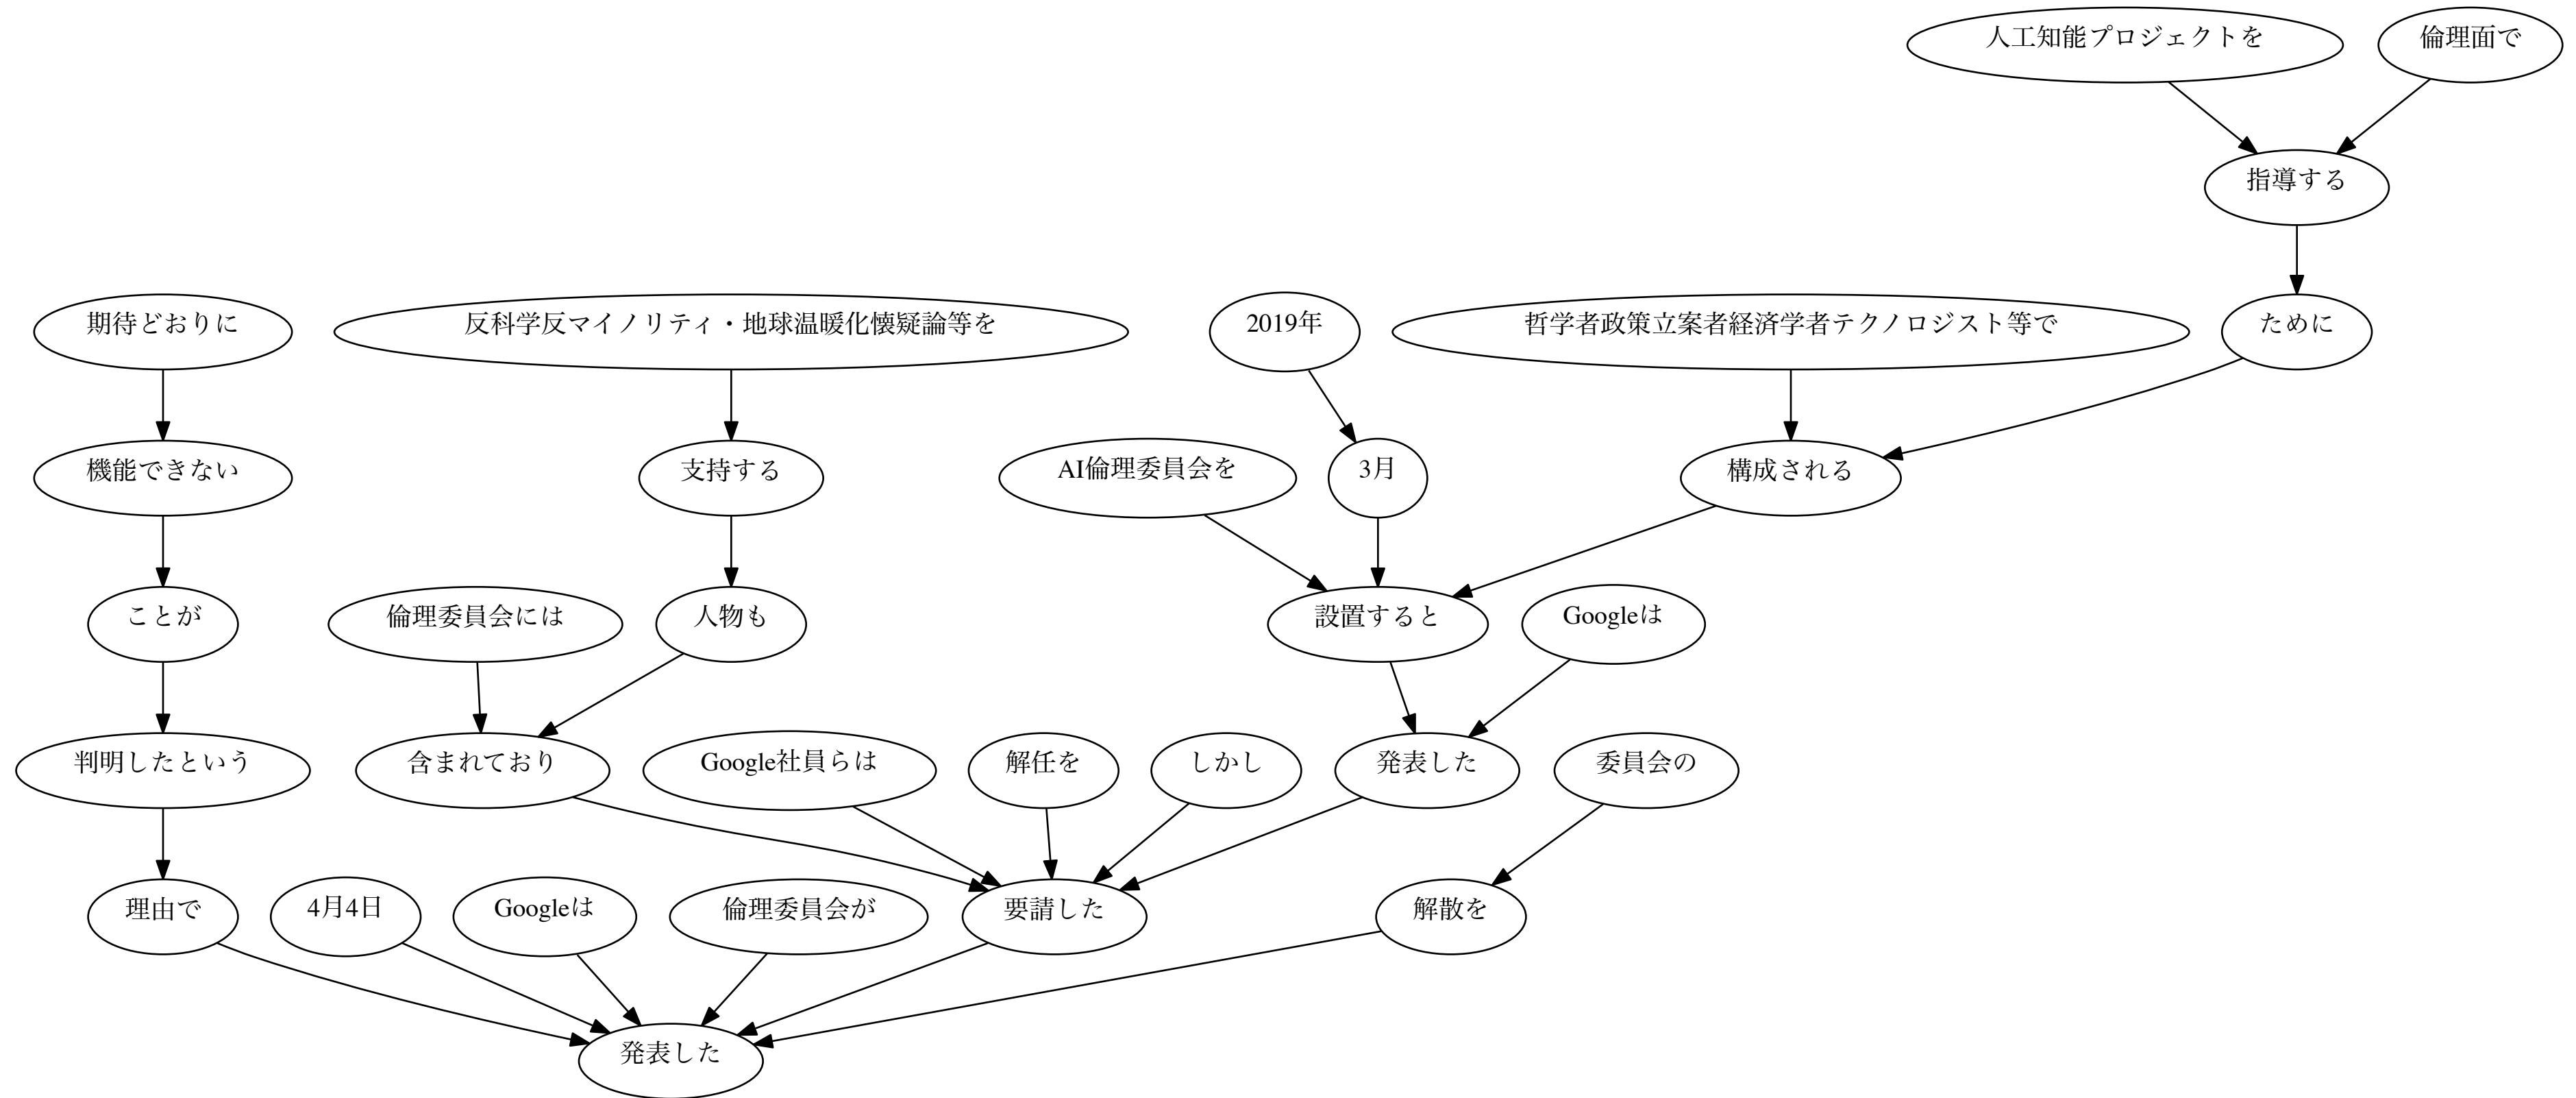 人工知能プロジェクトを
倫理面で
指導する
期待どおりに
反科学反マイノリティ・地球温暖化懐疑論等を
2019年
哲学者政策立案者経済学者テクノロジスト等で
ために
機能できない
支持する
AI倫理委員会を
3月
構成される
ことが
倫理委員会には
人物も
設置すると
Googleは
判明したという
含まれており
Google社員らは
解任を
しかし
発表した
委員会の
理由で
4月4日
Googleは
倫理委員会が
要請した
解散を
発表した